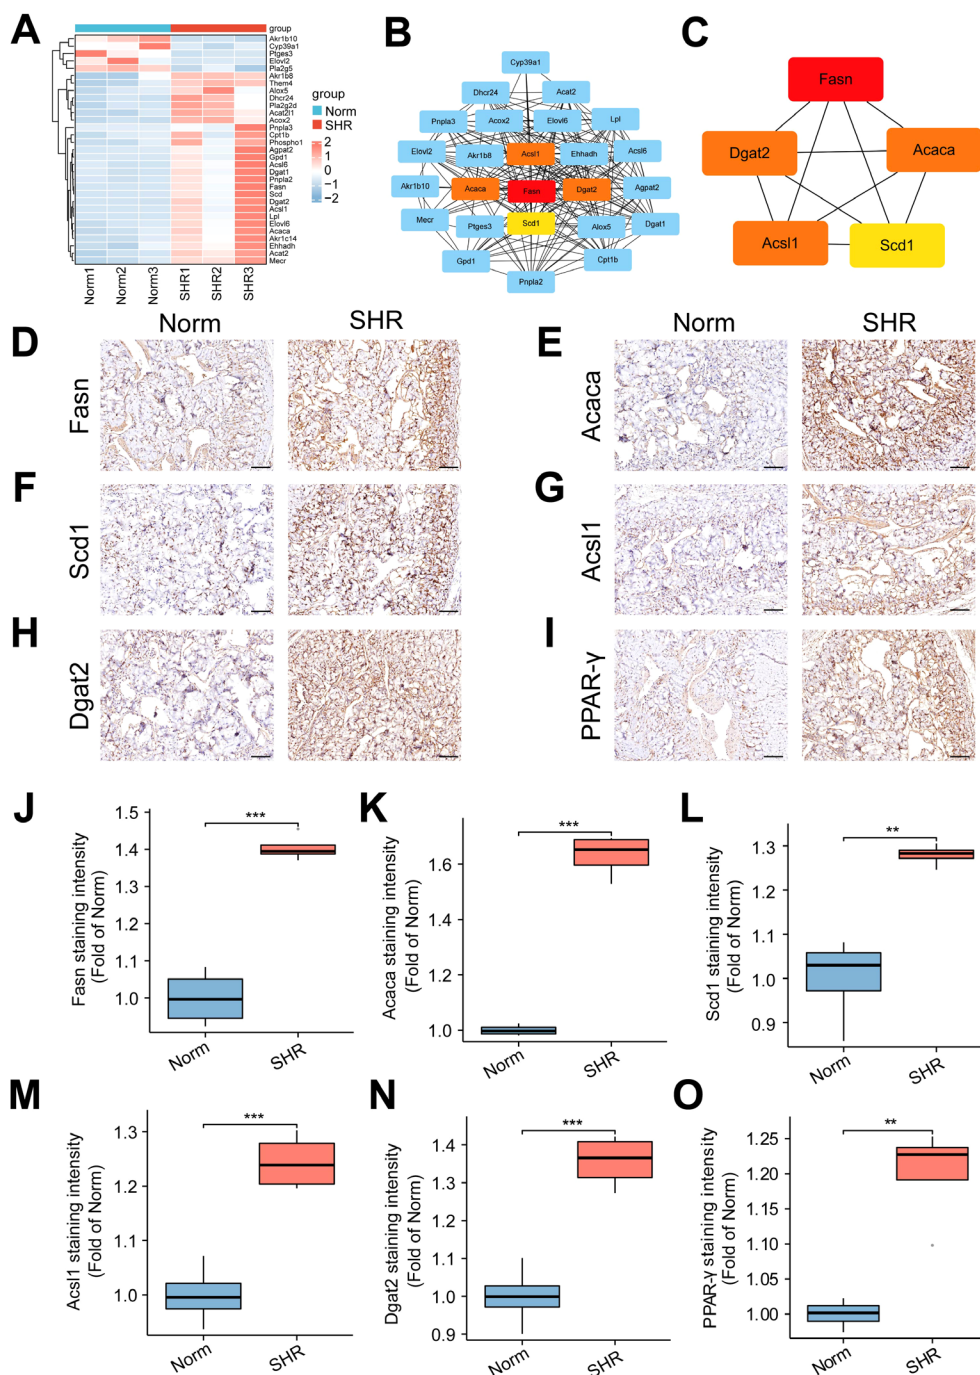 A
group
Akr1b10
Cyp39a1
Ptges3
Elovl2
Pla2g5
Akr1b8
Them4
Alox5
Dhcr24
Pla2g2d
Acat2l1
Acox2
Pnpla3
Cpt1b
Phospho1
Agpat2
Gpd1
Acsl6
Dgat1
Pnpla2
Fasn
Scd
Dgat2
Acsl1
Lpl
Elovl6
Acaca
Akr1c14
Ehhadh
Acat2
Mecr
group
Norm
SHR
2
1
0
−1
−2
Norm1
Norm2
Norm3
SHR1
SHR2
SHR3
B
Cyp39a1
Dhcr24
Acat2
Pnpla3
Acox2
Elovl6
Lpl
Elovl2
Akr1b8
Acsl1
Ehhadh
Acsl6
Akr1b10
Acaca
Fasn
Dgat2
Agpat2
Mecr
Ptges3
Scd1
Alox5
Dgat1
Gpd1
Cpt1b
Pnpla2
C
Fasn
Dgat2
Acaca
Acsl1
Scd1
Norm
SHR
Norm
SHR
D
Fasn
E
Acaca
F
Scd1
G
Acsl1
H
Dgat2
I
PPAR-γ
J
Fasn staining intensity
(Fold of Norm)
1.5
1.4
1.3
1.1
1.0
***
Norm
SHR
K
Acaca staining intensity
(Fold of Norm)
1.6
1.4
1.2
1.0
***
Norm
SHR
L
Scd1 staining intensity
(Fold of Norm)
1.3
1.1
1.0
0.9
**
Norm
SHR
M
Acsl1 staining intensity
(Fold of Norm)
1.3
1.2
1.1
1.0
***
Norm
SHR
N
Dgat2 staining intensity
(Fold of Norm)
1.4
1.3
1.1
1.0
0.9
***
Norm
SHR
O
PPAR-γ staining intensity
(Fold of Norm)
1.25
1.20
1.10
1.05
1.00
**
Norm
SHR